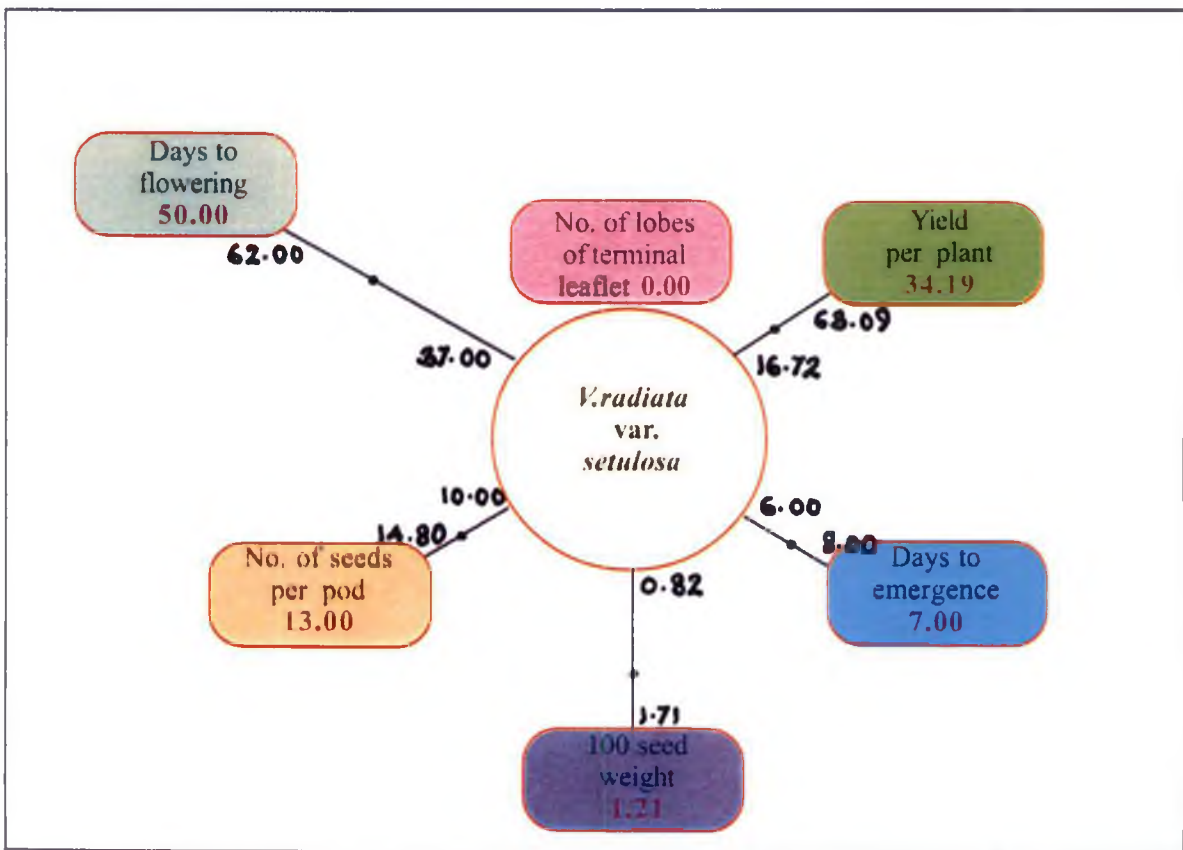 Days to
flowering
50.00
62.00
37.00
No. of lobes
of terminal
leaflet 0.00
Yield
per plant
34.19
68.09
16.72
V.radiata
var.
setulosa
10.00
14.80
No. of seeds
per pod
13.00
6.00
8.00
Days to
emergence
7.00
0.82
1.71
100 seed
weight
1.21